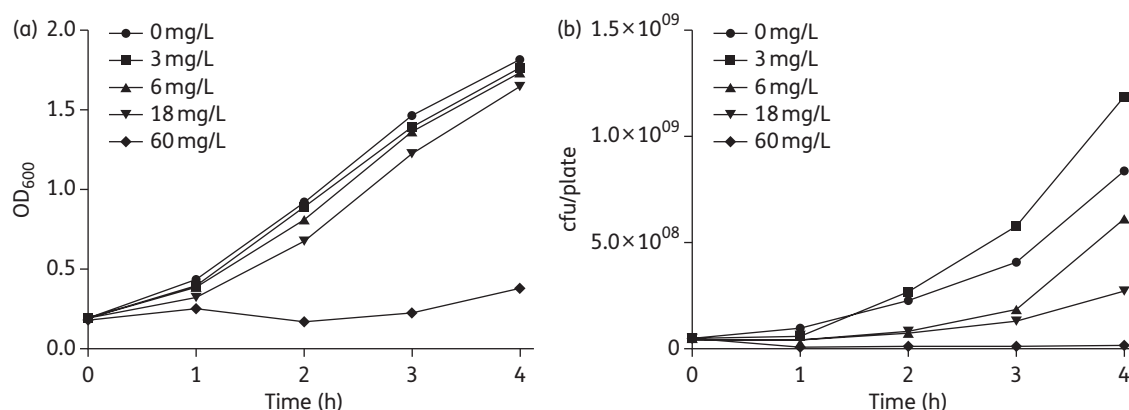 (a)
2.0
1.5
1.0
0.5
0.0
OD600
0 mg/L
3 mg/L
6 mg/L
18 mg/L
60 mg/L
0 1 2 3 4
Time (h)
(b)
1.5×10^09
1.0×10^09
5.0×10^08
0
cfu/plate
0 mg/L
3 mg/L
6 mg/L
18 mg/L
60 mg/L
0 1 2 3 4
Time (h)